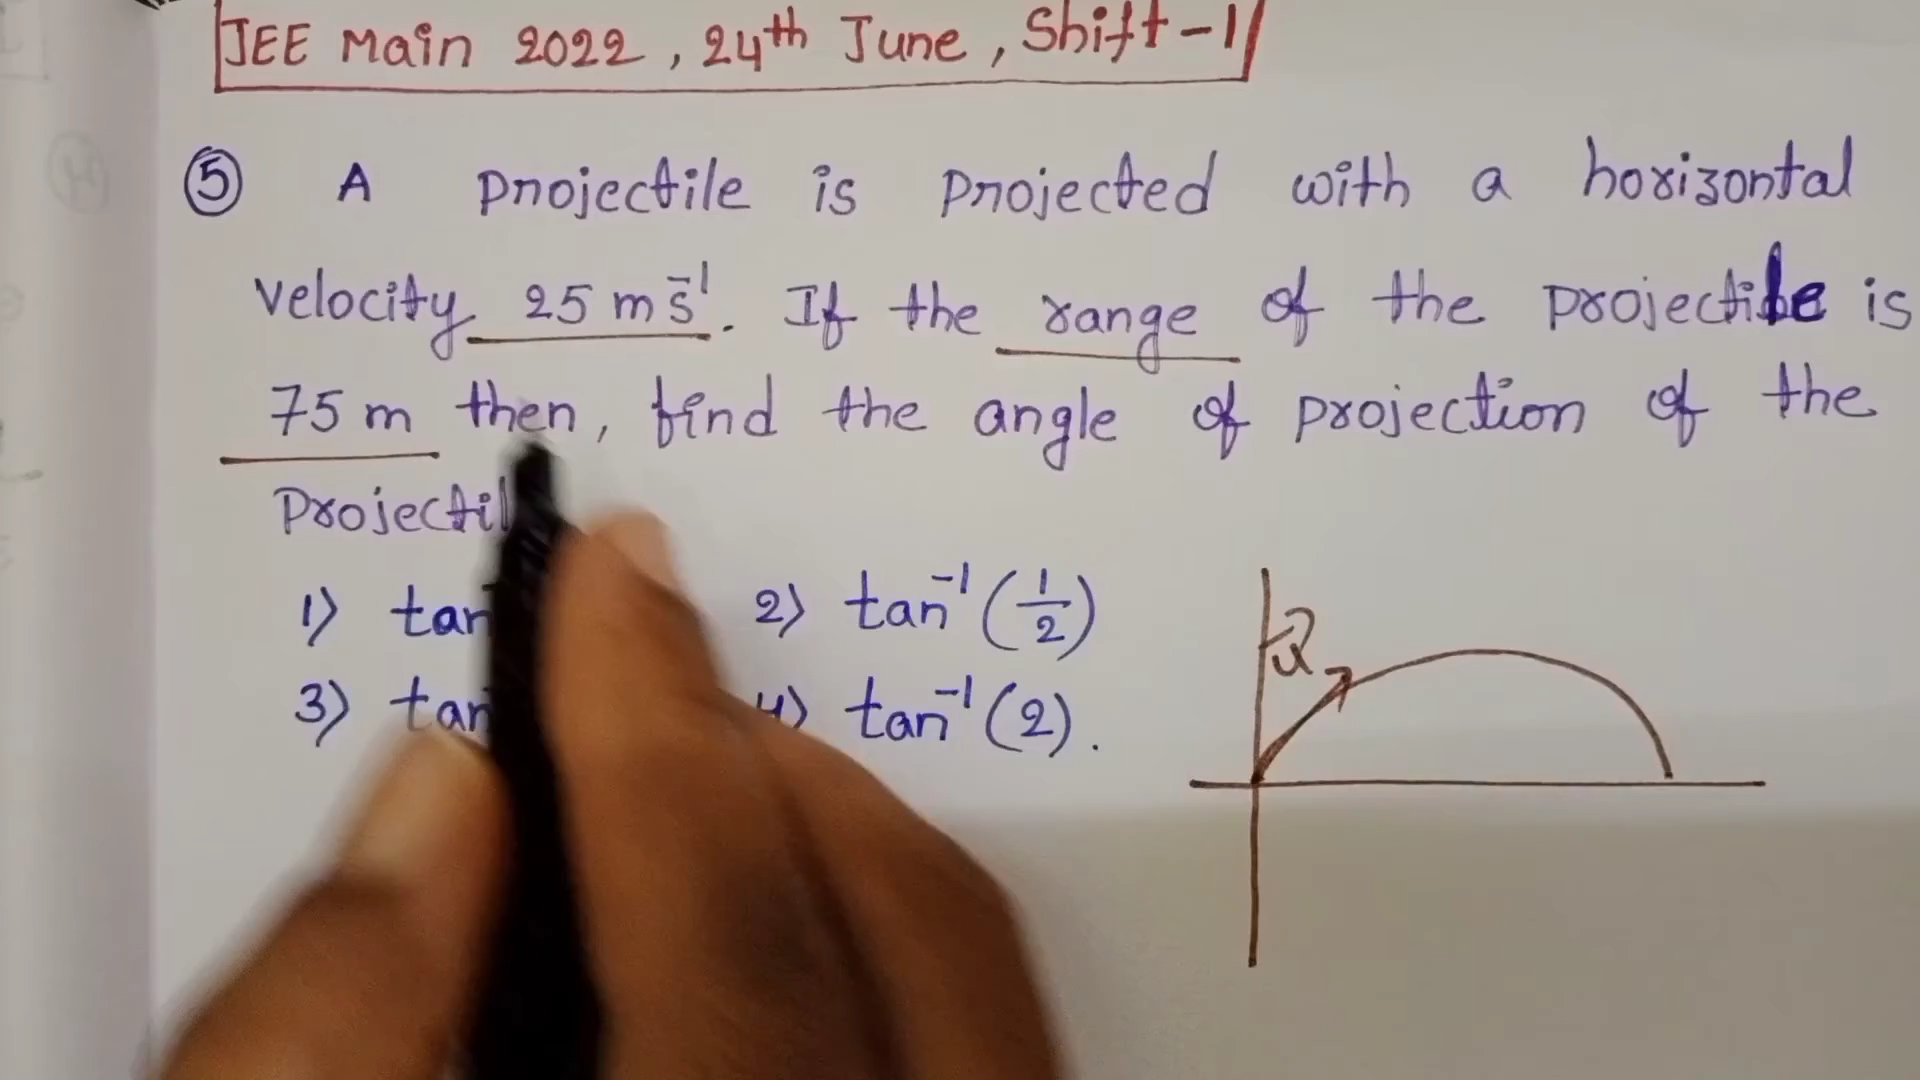 JEE Main 2022, 24th June, Shift-1
⑤ A projectile is projected with a horizontal
velocity 25 m s⁻¹. If the range of the projectile is
75 m then, find the angle of projection of the
Projectil
1) tan 2) tan⁻¹(1/2)
3) tan 4) tan⁻¹(2).